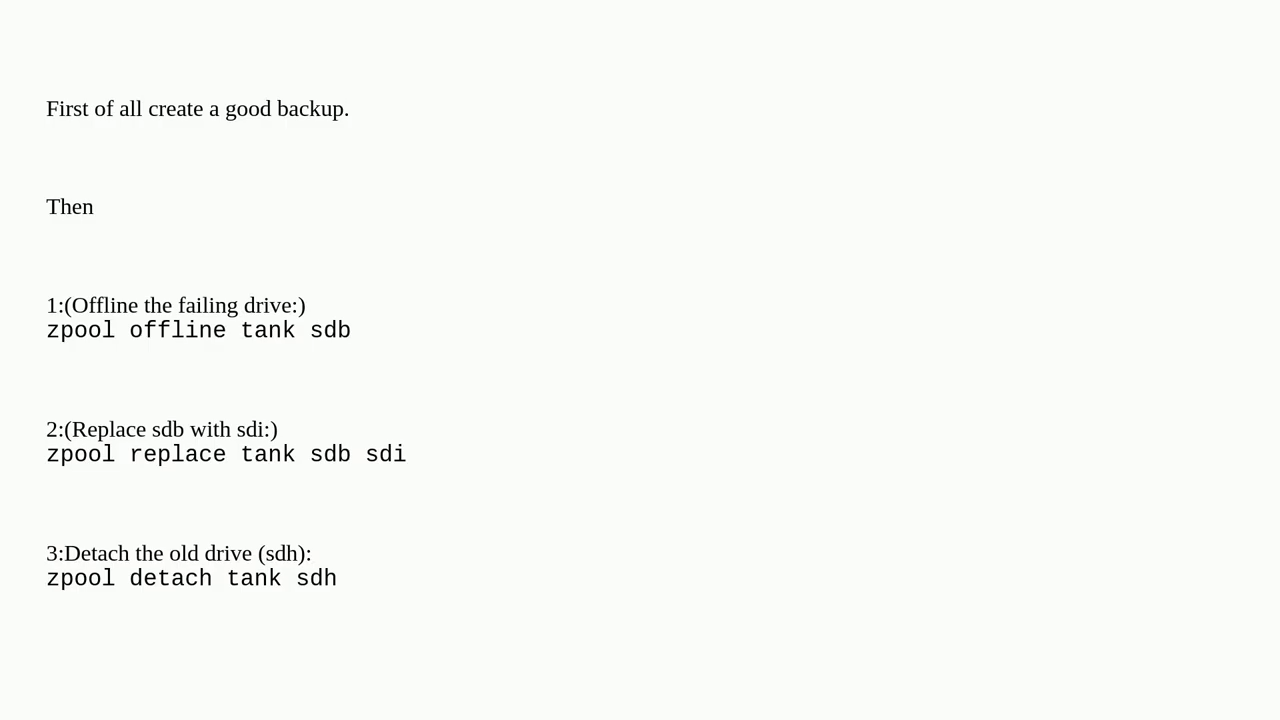 First of all create a good backup.
Then
1:(Offline the failing drive:)
zpool offline tank sdb
2:(Replace sdb with sdi:)
zpool replace tank sdb sdi
3:Detach the old drive (sdh):
zpool detach tank sdh